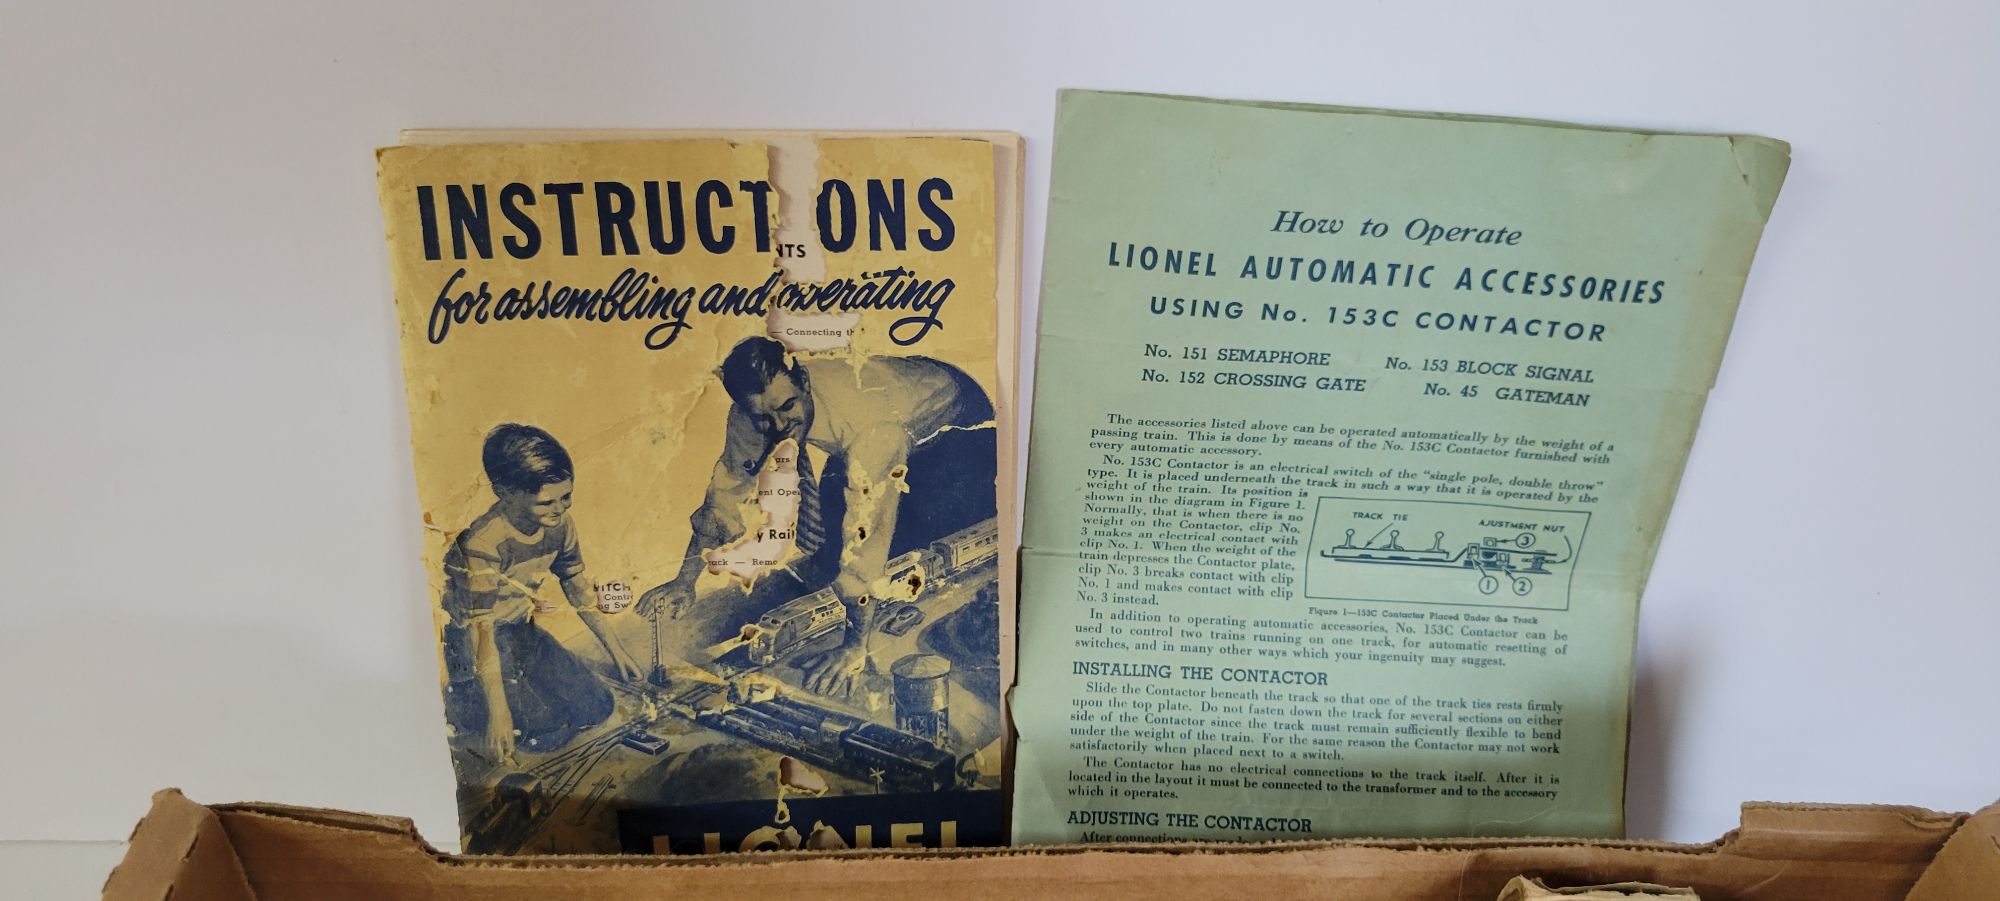 INSTRUCT ONS
for assembling and operating
NTS
— Connecting th
ars
ent Oper
y Rail
rack — Remo
WITCH
Contro
ng Sw
LIONEL
How to Operate
LIONEL AUTOMATIC ACCESSORIES
USING No. 153C CONTACTOR
No. 151 SEMAPHORE No. 153 BLOCK SIGNAL
No. 152 CROSSING GATE No. 45 GATEMAN
The accessories listed above can be operated automatically by the weight of a
passing train. This is done by means of the No. 153C Contactor furnished with
every automatic accessory.
No. 153C Contactor is an electrical switch of the "single pole, double throw"
type. It is placed underneath the track in such a way that it is operated by the
weight of the train. Its position is
shown in the diagram in Figure 1.
Normally, that is when there is no
weight on the Contactor, clip No.
3 makes an electrical contact with
clip No. 1. When the weight of the
train depresses the Contactor plate,
clip No. 3 breaks contact with clip
No. 1 and makes contact with clip
No. 3 instead.
TRACK TIE
AJUSTMENT NUT
3
1 2
Figure 1—153C Contactor Placed Under the Track
In addition to operating automatic accessories, No. 153C Contactor can be
used to control two trains running on one track, for automatic resetting of
switches, and in many other ways which your ingenuity may suggest.
INSTALLING THE CONTACTOR
Slide the Contactor beneath the track so that one of the track ties rests firmly
upon the top plate. Do not fasten down the track for several sections on either
side of the Contactor since the track must remain sufficiently flexible to bend
under the weight of the train. For the same reason the Contactor may not work
satisfactorily when placed next to a switch.
The Contactor has no electrical connections to the track itself. After it is
located in the layout it must be connected to the transformer and to the accessory
which it operates.
ADJUSTING THE CONTACTOR
After connections are made